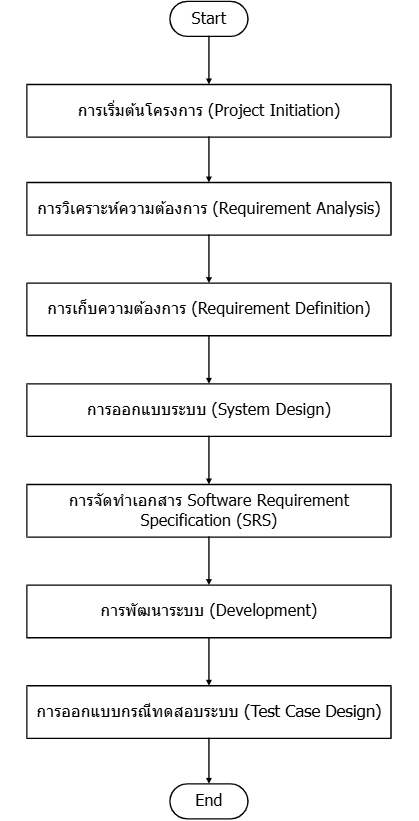 Start
การเริ่มต้นโครงการ (Project Initiation)
การวิเคราะห์ความต้องการ (Requirement Analysis)
การเก็บความต้องการ (Requirement Definition)
การออกแบบระบบ (System Design)
การจัดทำเอกสาร Software Requirement
Specification (SRS)
การพัฒนาระบบ (Development)
การออกแบบกรณีทดสอบระบบ (Test Case Design)
End